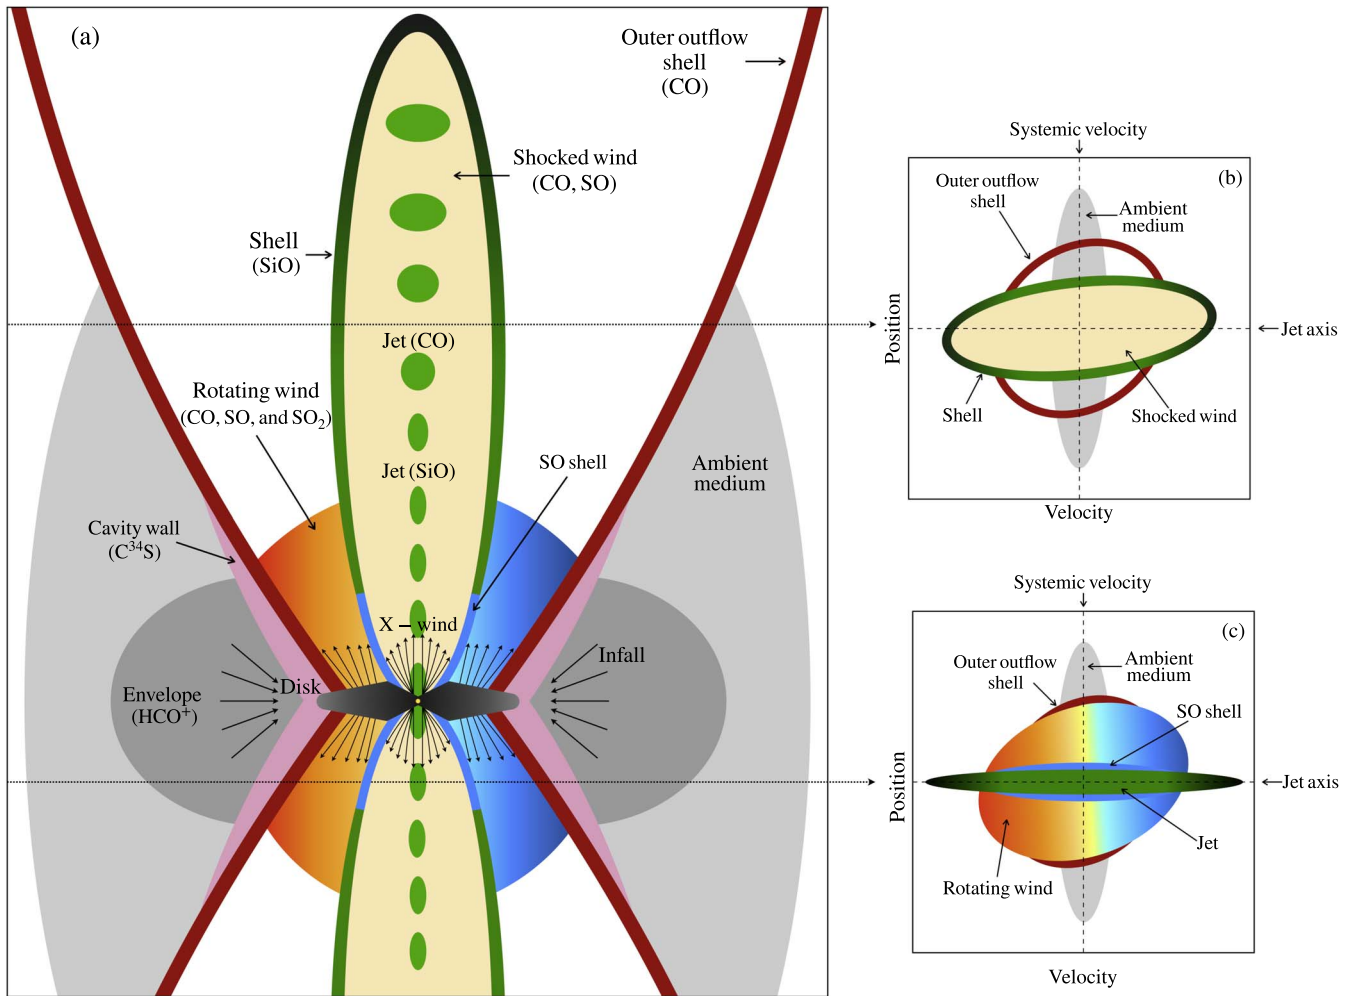 (a)
Outer outflow
shell
(CO)
Shocked wind
(CO, SO)
Shell
(SiO)
Jet (CO)
Rotating wind
(CO, SO, and SO₂)
Jet (SiO)
SO shell
Ambient
medium
Cavity wall
(C³⁴S)
X – wind
Infall
Disk
Envelope
(HCO⁺)
Systemic velocity
(b)
Outer outflow
shell
Ambient
medium
Position
Jet axis
Shell
Shocked wind
Velocity
Systemic velocity
(c)
Outer outflow
shell
Ambient
medium
SO shell
Position
Jet axis
Jet
Rotating wind
Velocity